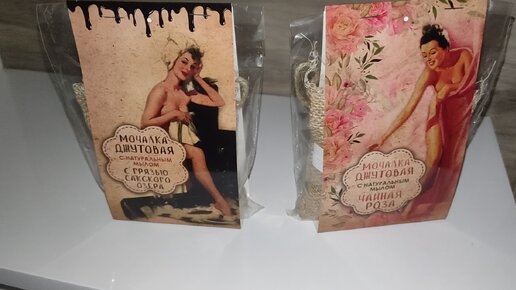 МОЧАЛКА
ДЖУТОВАЯ
С НАТУРАЛЬНЫМ
МЫЛОМ
С ГРЯЗЬЮ
САКСКОГО
ОЗЕРА
МОЧАЛКА
ДЖУТОВАЯ
С НАТУРАЛЬНЫМ
МЫЛОМ
ЧАЙНАЯ
РОЗА